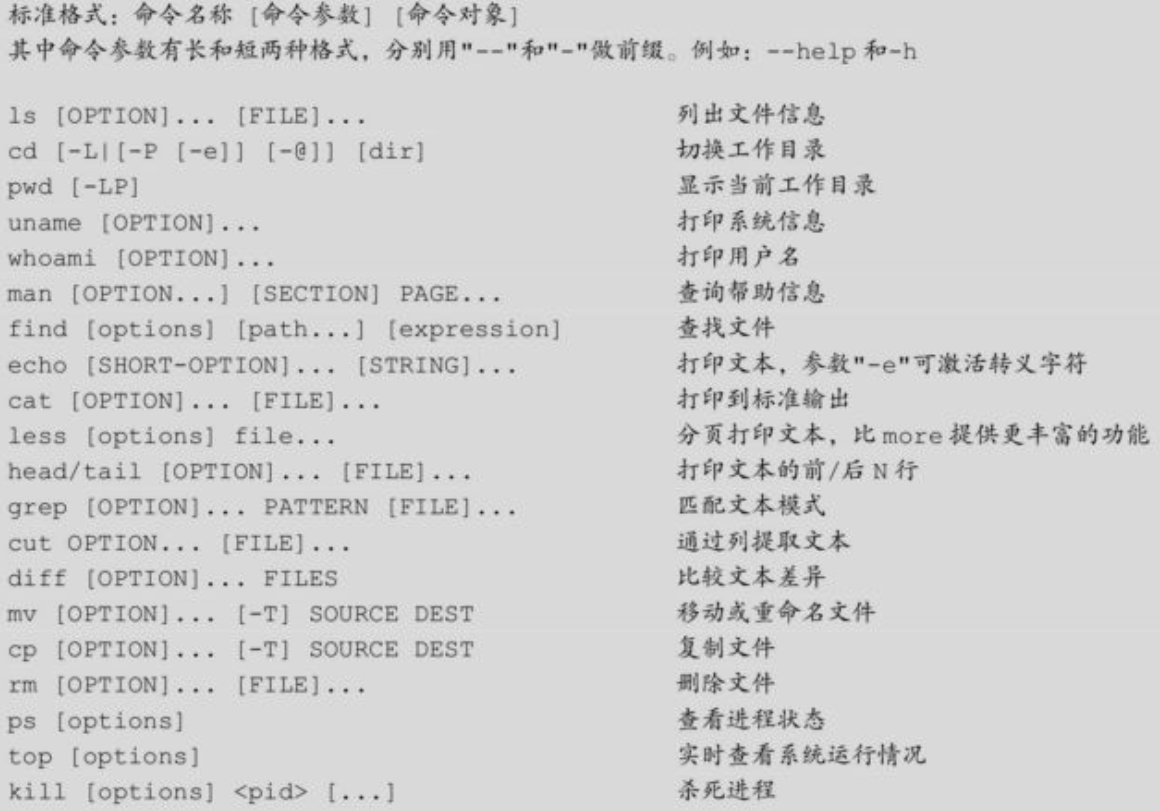 标准格式：命令名称 [命令参数] [命令对象]
其中命令参数有长和短两种格式，分别用"--"和"-"做前缀。例如：--help 和-h
ls [OPTION]... [FILE]... 列出文件信息
cd [-L|[-P [-e]] [-@]] [dir] 切换工作目录
pwd [-LP] 显示当前工作目录
uname [OPTION]... 打印系统信息
whoami [OPTION]... 打印用户名
man [OPTION...] [SECTION] PAGE... 查询帮助信息
find [options] [path...] [expression] 查找文件
echo [SHORT-OPTION]... [STRING]... 打印文本，参数"-e"可激活转义字符
cat [OPTION]... [FILE]... 打印到标准输出
less [options] file... 分页打印文本，比 more 提供更丰富的功能
head/tail [OPTION]... [FILE]... 打印文本的前/后 N 行
grep [OPTION]... PATTERN [FILE]... 匹配文本模式
cut OPTION... [FILE]... 通过列提取文本
diff [OPTION]... FILES 比较文本差异
mv [OPTION]... [-T] SOURCE DEST 移动或重命名文件
cp [OPTION]... [-T] SOURCE DEST 复制文件
rm [OPTION]... [FILE]... 删除文件
ps [options] 查看进程状态
top [options] 实时查看系统运行情况
kill [options] <pid> [...] 杀死进程